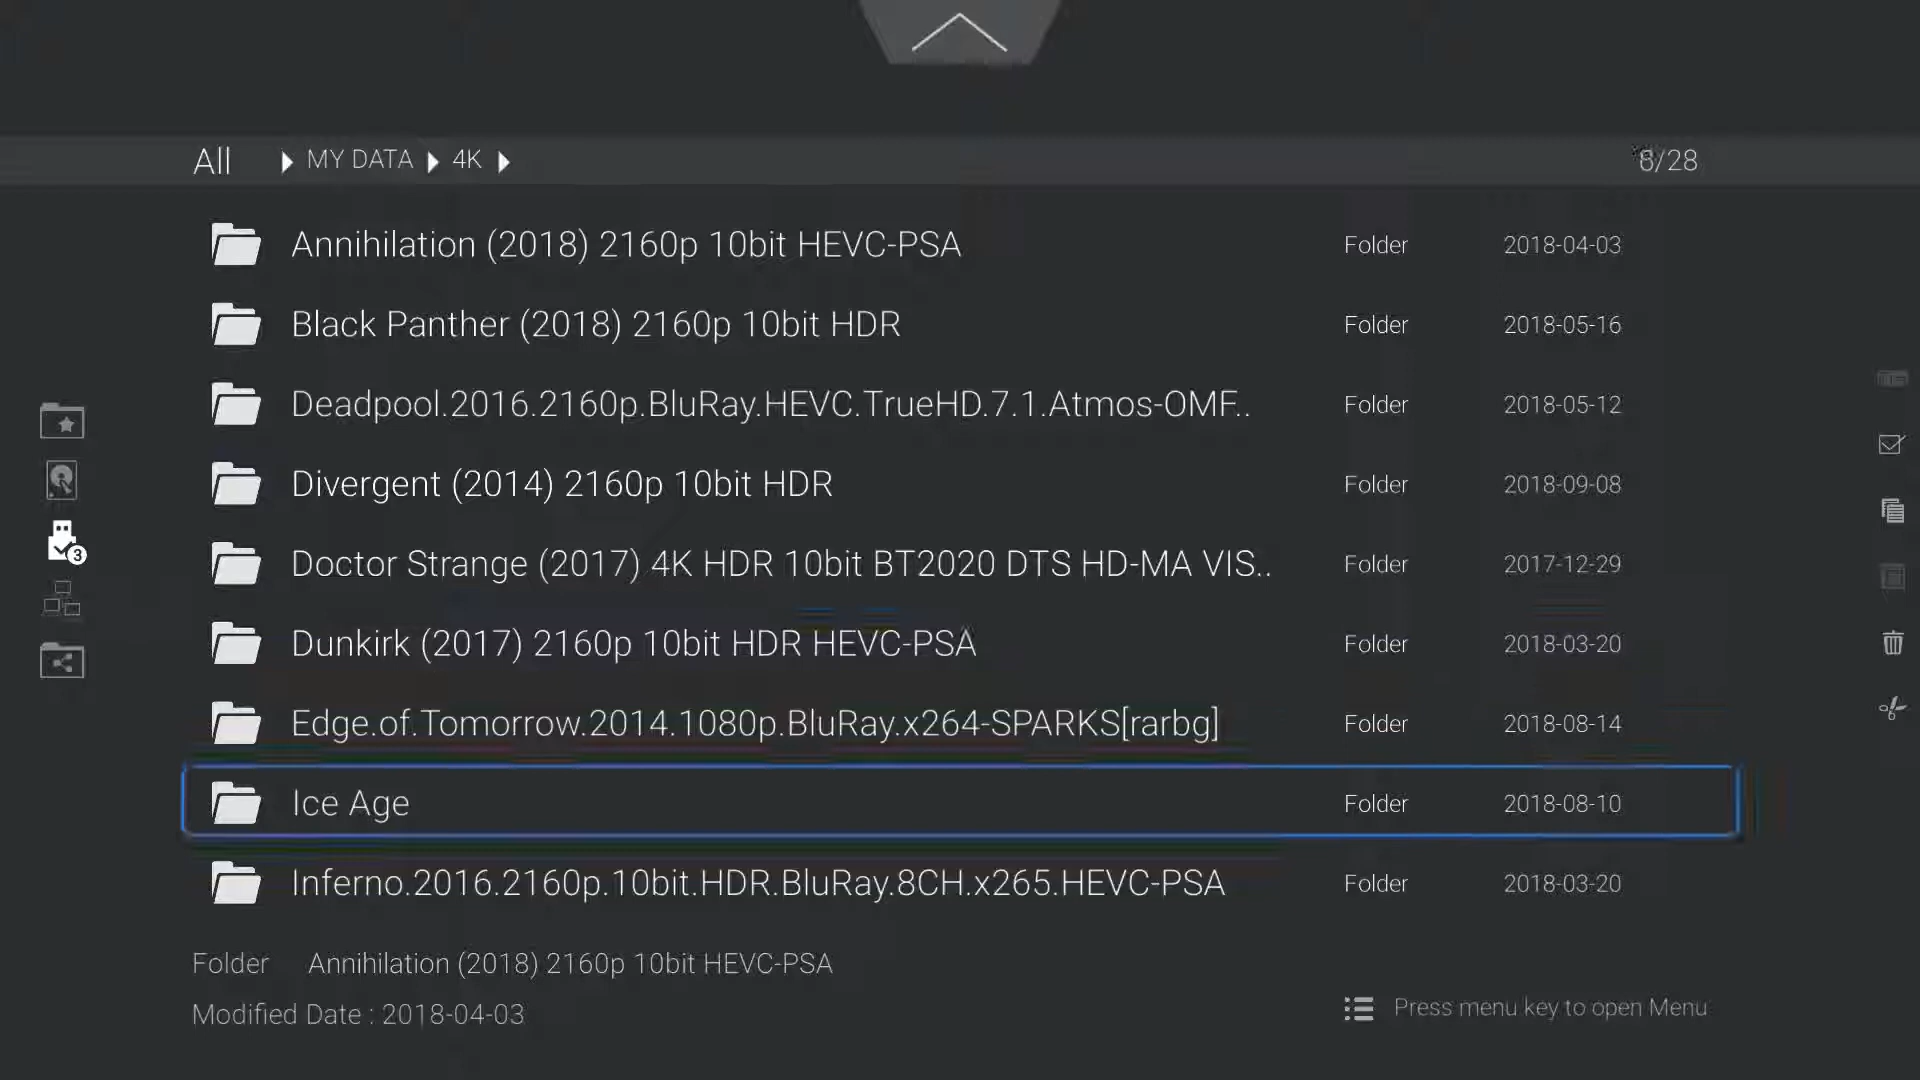 All MY DATA 4K 8/28
Annihilation (2018) 2160p 10bit HEVC-PSA Folder 2018-04-03
Black Panther (2018) 2160p 10bit HDR Folder 2018-05-16
Deadpool.2016.2160p.BluRay.HEVC.TrueHD.7.1.Atmos-OMF.. Folder 2018-05-12
Divergent (2014) 2160p 10bit HDR Folder 2018-09-08
Doctor Strange (2017) 4K HDR 10bit BT2020 DTS HD-MA VIS.. Folder 2017-12-29
3
Dunkirk (2017) 2160p 10bit HDR HEVC-PSA Folder 2018-03-20
Edge.of.Tomorrow.2014.1080p.BluRay.x264-SPARKS[rarbg] Folder 2018-08-14
Ice Age Folder 2018-08-10
Inferno.2016.2160p.10bit.HDR.BluRay.8CH.x265.HEVC-PSA Folder 2018-03-20
Folder Annihilation (2018) 2160p 10bit HEVC-PSA
Modified Date : 2018-04-03
Press menu key to open Menu